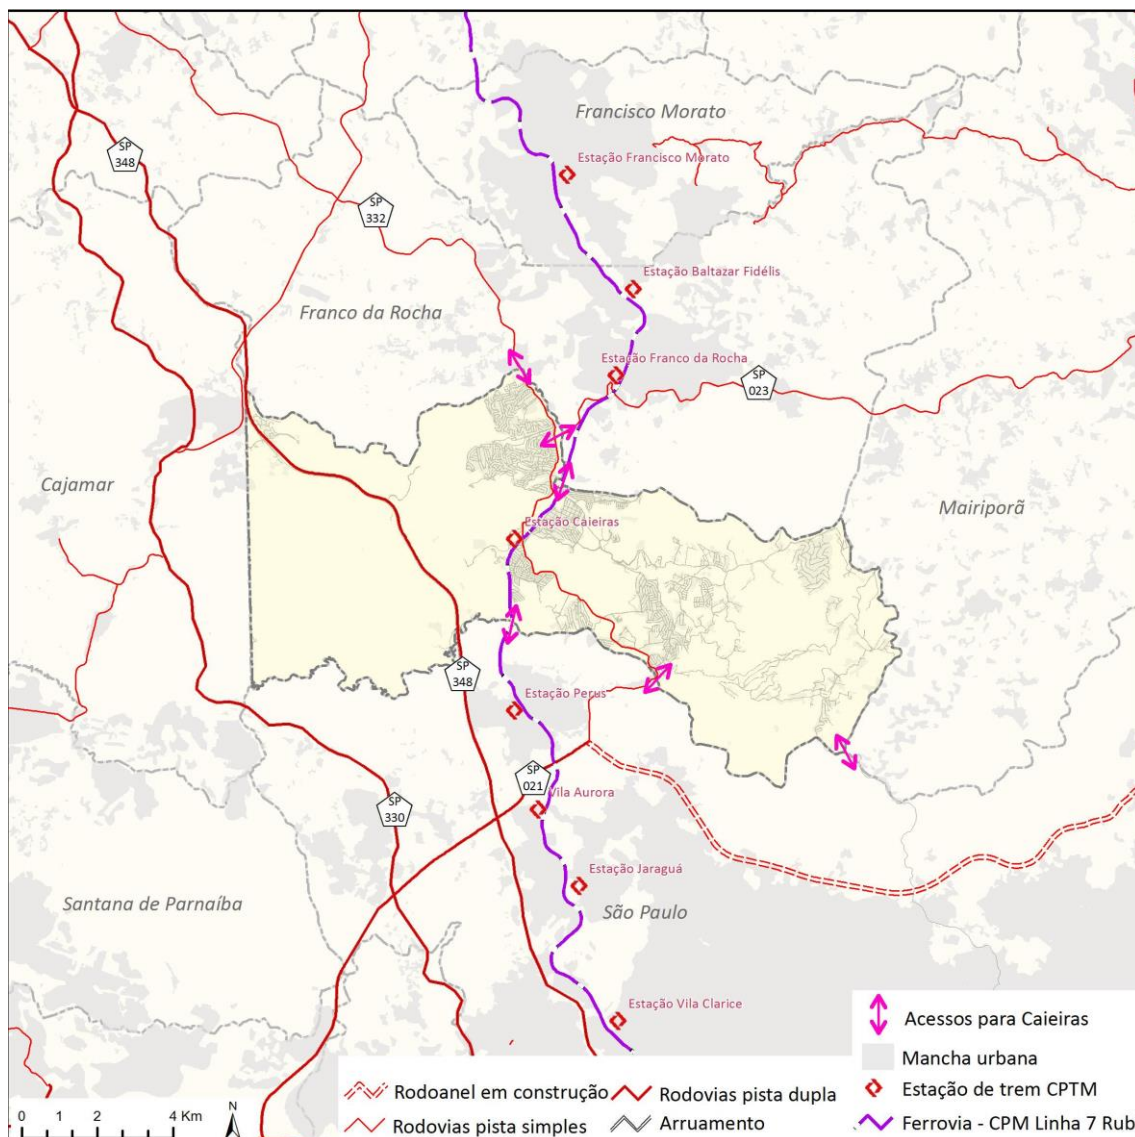 Francisco Morato
Estação Francisco Morato
SP
348
SP
332
Estação Baltazar Fidélis
Franco da Rocha
Estação Franco da Rocha
SP
023
Cajamar
Mairiporã
Estação Caieiras
SP
348
Estação Perus
SP
021
Vila Aurora
SP
330
Estação Jaraguá
Santana de Parnaíba
São Paulo
Estação Vila Clarice
Acessos para Caieiras
Mancha urbana
Rodoanel em construção
Rodovias pista dupla
Estação de trem CPTM
0 1 2 4 Km
N
Rodovias pista simples
Arruamento
Ferrovia - CPM Linha 7 Rub